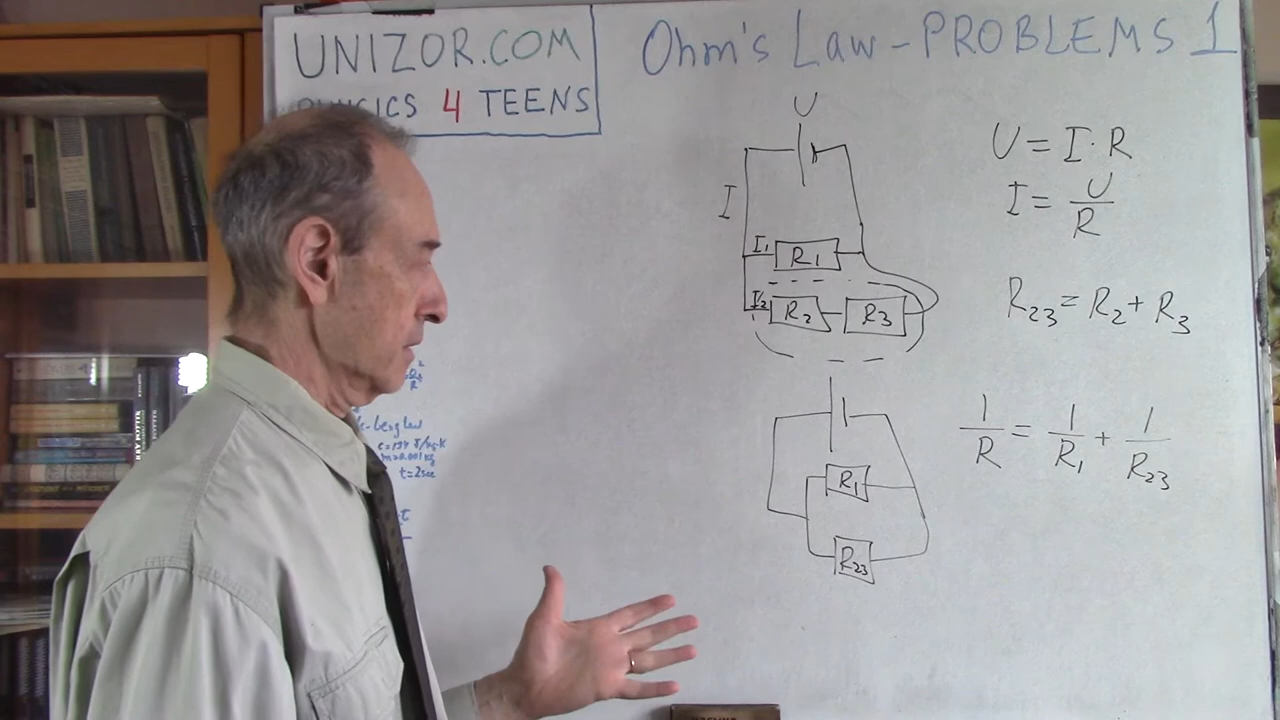 UNIZOR.COM
PHYSICS 4 TEENS
Ohm's Law - PROBLEMS 1
U
I
I₁ R₁
I₂ R₂ R₃
R₁
R₂₃
U = I · R
I = U/R
R₂₃ = R₂ + R₃
1/R = 1/R₁ + 1/R₂₃
t = 2sec